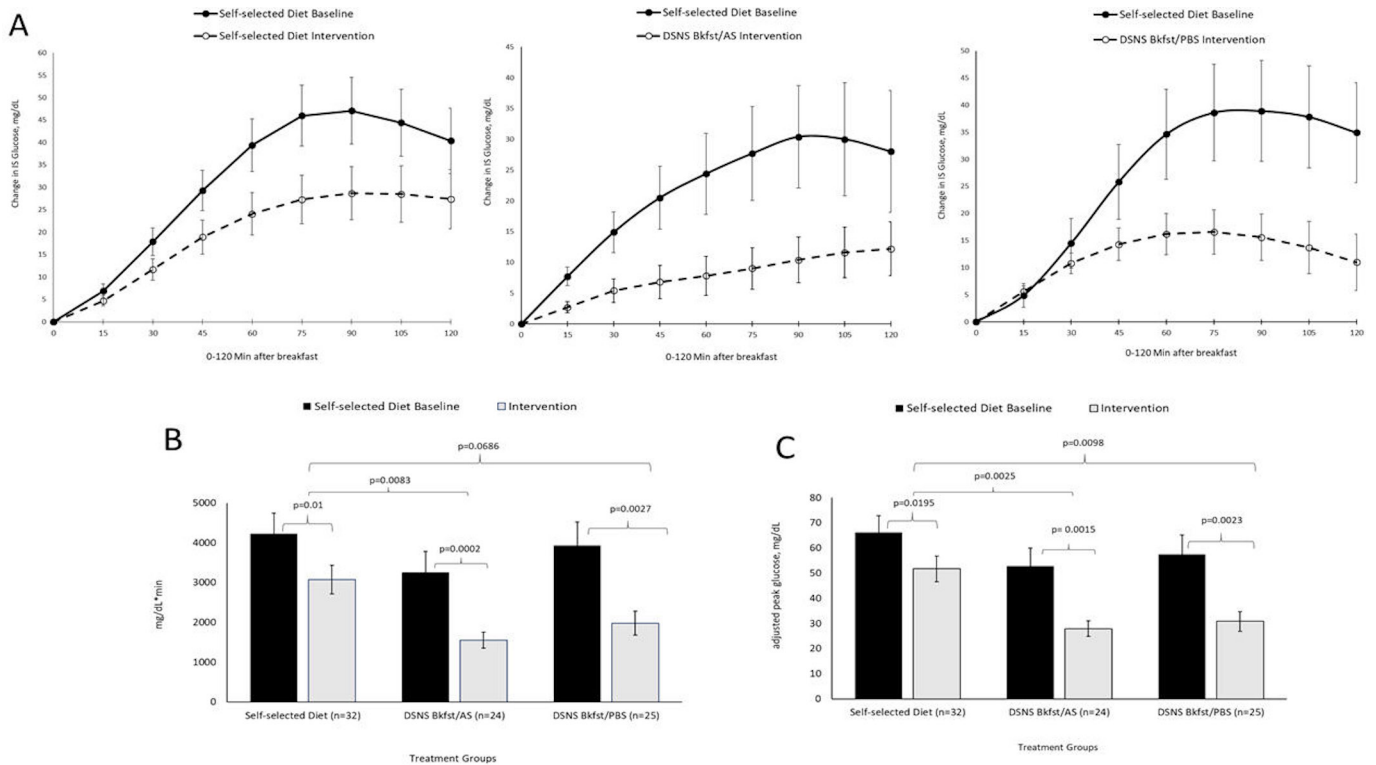 A
Self-selected Diet Baseline
Self-selected Diet Intervention
Change in IS Glucose, mg/dL
60
55
50
45
40
35
30
25
20
15
10
5
0
0 15 30 45 60 75 90 105 120
0-120 Min after breakfast
Self-selected Diet Baseline
DSNS Bkfst/AS Intervention
Change in IS Glucose, mg/dL
45
40
35
30
25
20
15
10
5
0
0 15 30 45 60 75 90 105 120
0-120 Min after breakfast
Self-selected Diet Baseline
DSNS Bkfst/PBS Intervention
Change in IS Glucose, mg/dL
50
45
40
35
30
25
20
15
10
5
0
0 15 30 45 60 75 90 105 120
0-120 Min after breakfast
B
Self-selected Diet Baseline Intervention
p=0.0686
p=0.0083
p=0.01
p=0.0002
p=0.0027
mg/dL*min
5000
4000
3000
2000
1000
0
Self-selected Diet (n=32) DSNS Bkfst/AS (n=24) DSNS Bkfst/PBS (n=25)
Treatment Groups
C
Self-selected Diet Baseline Intervention
p=0.0098
p=0.0025
p=0.0195
p= 0.0015
p=0.0023
adjusted peak glucose, mg/dL
80
70
60
50
40
30
20
10
0
Self-selected Diet (n=32) DSNS Bkfst/AS (n=24) DSNS Bkfst/PBS (n=25)
Treatment Groups